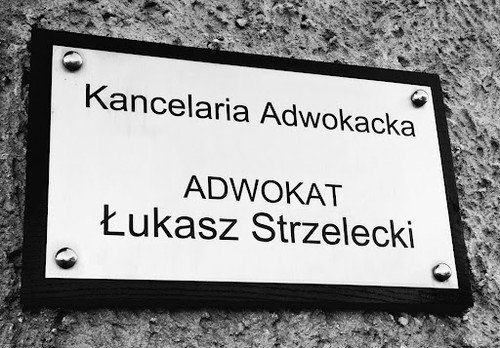 Kancelaria Adwokacka
ADWOKAT
Łukasz Strzelecki